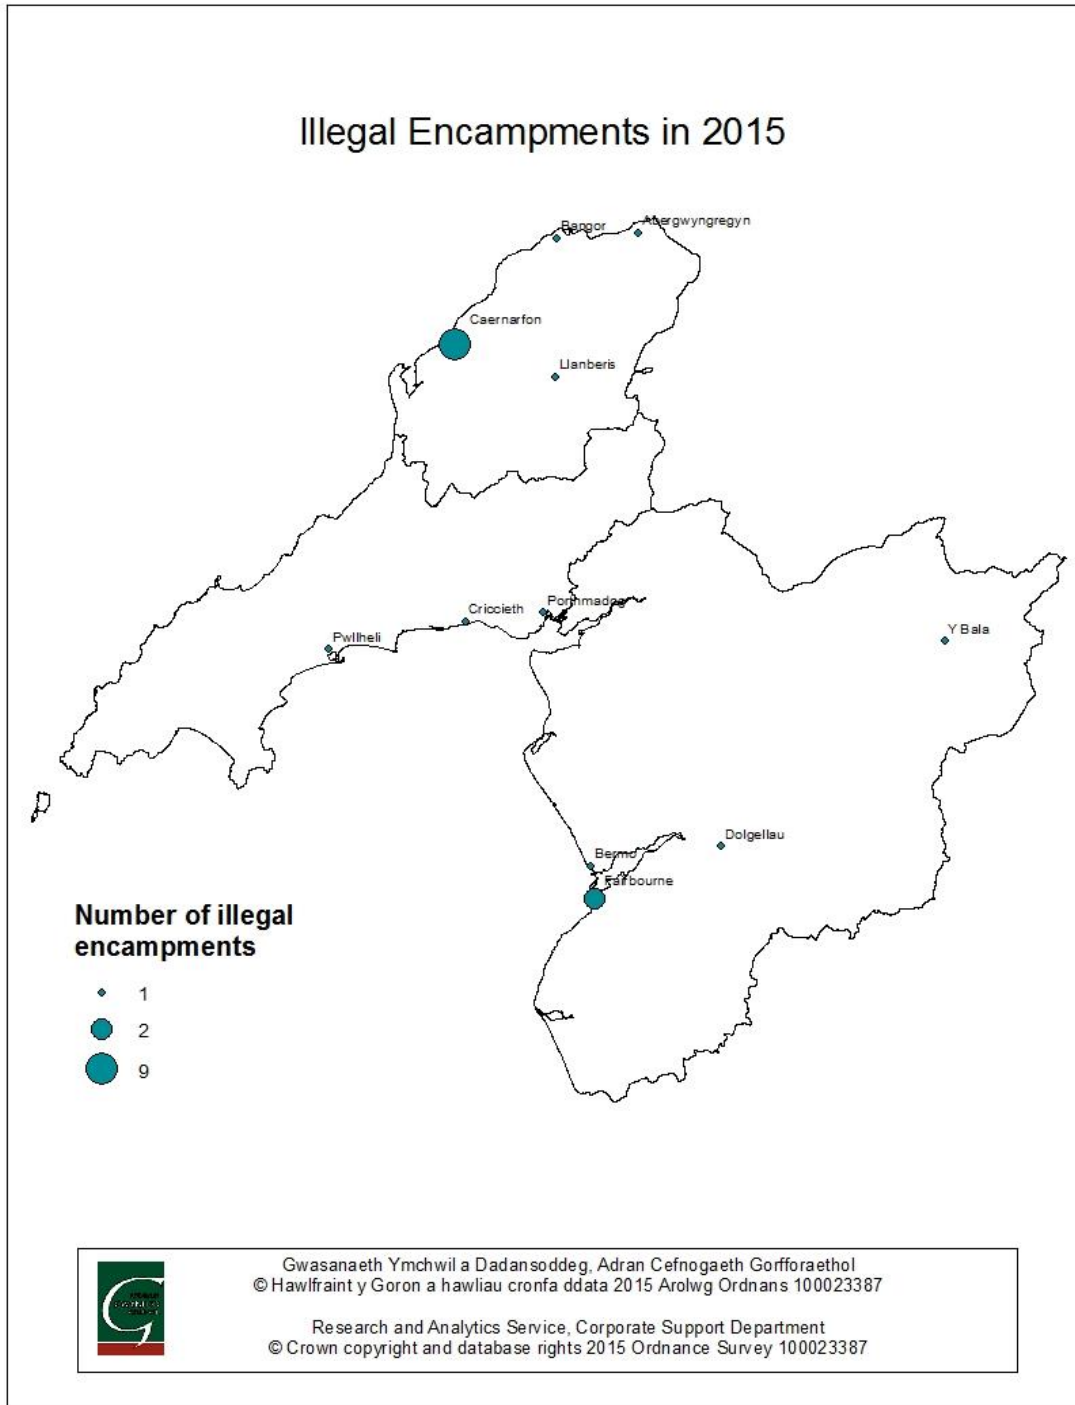 Illegal Encampments in 2015
Bangor
Abergwyngregyn
Caernarfon
Llanberis
Criccieth
Porthmadog
Pwllheli
Y Bala
Dolgellau
Bermo
Fairbourne
Number of illegal
encampments
1
2
9
Gwasanaeth Ymchwil a Dadansoddeg, Adran Cefnogaeth Gorfforaethol
© Hawlfraint y Goron a hawliau cronfa ddata 2015 Arolwg Ordnans 100023387
Research and Analytics Service, Corporate Support Department
© Crown copyright and database rights 2015 Ordnance Survey 100023387